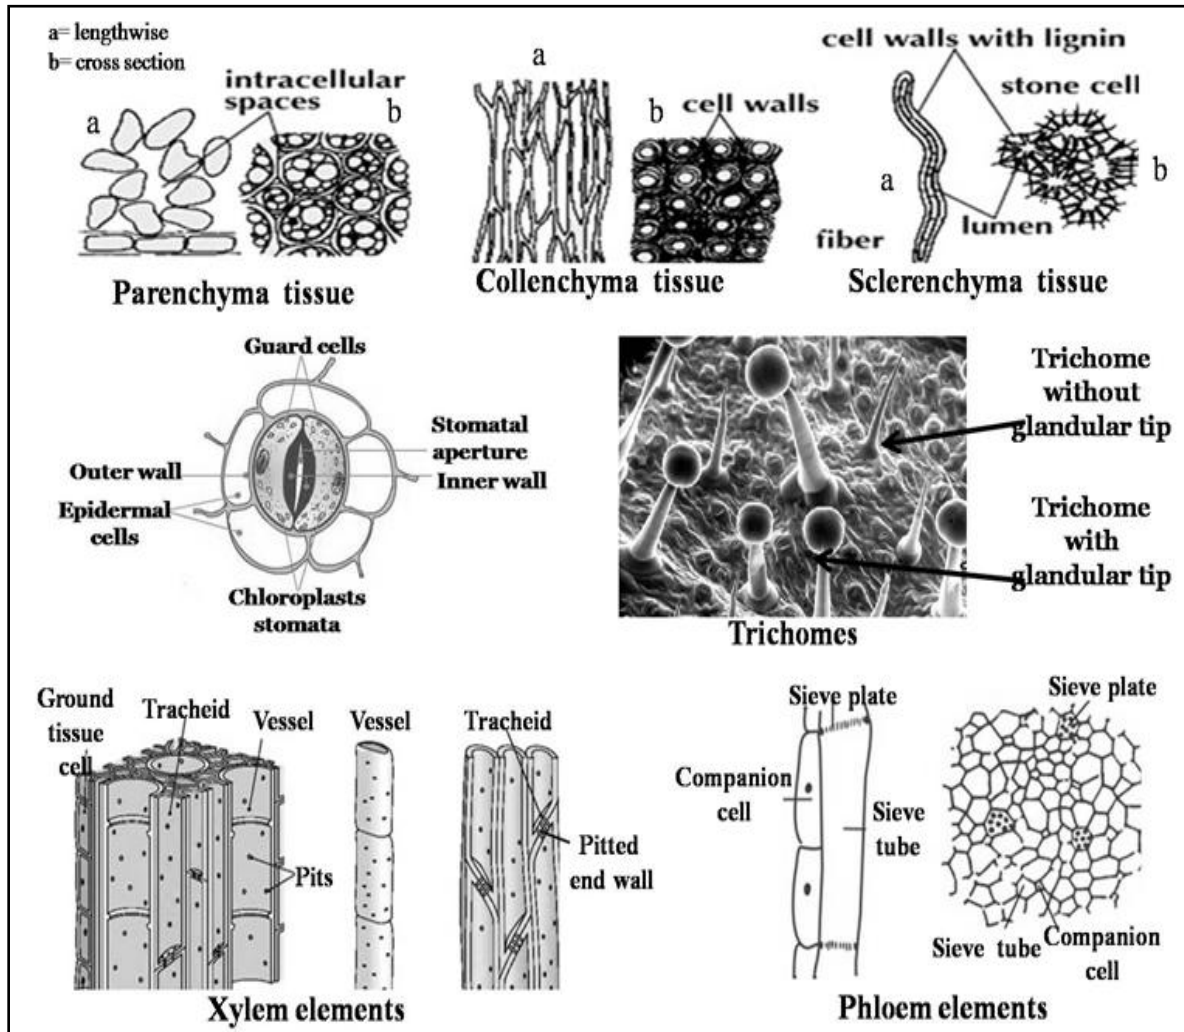 a= lengthwise
b= cross section
intracellular
spaces
a
b
Parenchyma tissue
a
b
cell walls
Collenchyma tissue
cell walls with lignin
stone cell
a
b
fiber
lumen
Sclerenchyma tissue
Guard cells
Stomatal
aperture
Outer wall
Inner wall
Epidermal
cells
Chloroplasts
stomata
Trichome
without
glandular tip
Trichome
with
glandular tip
Trichomes
Ground
tissue
cell
Tracheid
Vessel
Pits
Vessel
Tracheid
Pitted
end wall
Xylem elements
Sieve plate
Companion
cell
Sieve
tube
Sieve plate
Sieve tube
Companion
cell
Phloem elements